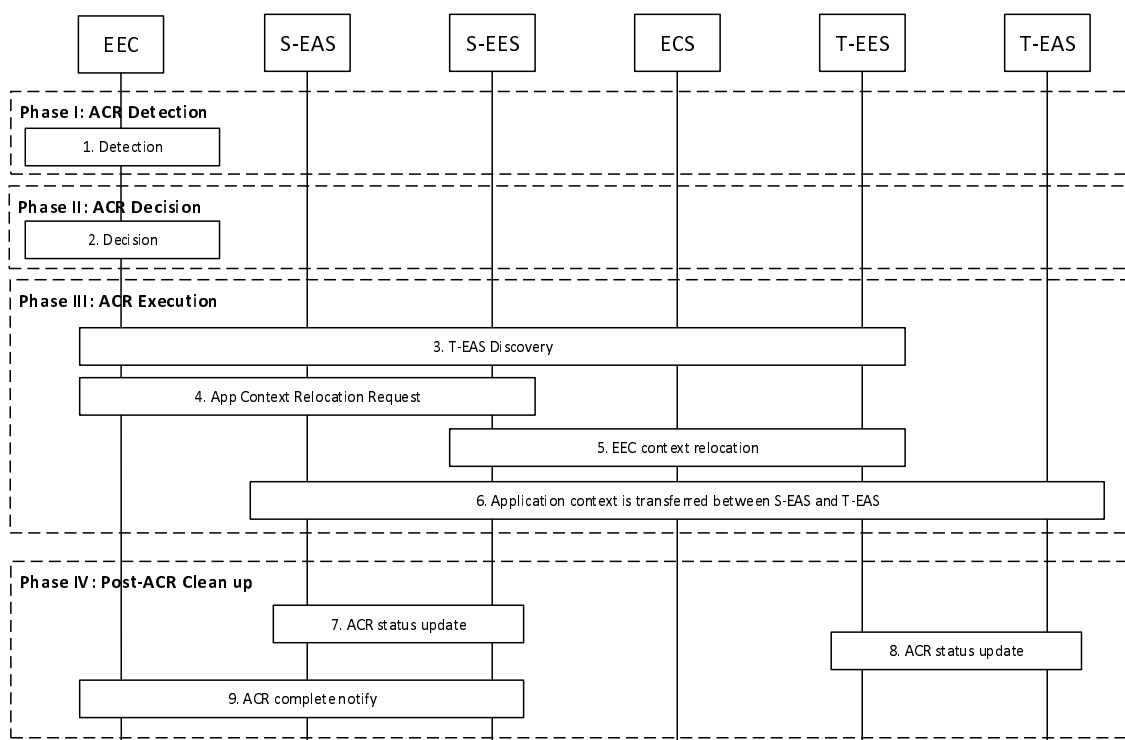 EEC
S-EAS
S-EES
ECS
T-EES
T-EAS
Phase I: ACR Detection
1. Detection
Phase II: ACR Decision
2. Decision
Phase III: ACR Execution
3. T-EAS Discovery
4. App Context Relocation Request
5. EEC context relocation
6. Application context is transferred between S-EAS and T-EAS
Phase IV: Post-ACR Clean up
7. ACR status update
8. ACR status update
9. ACR complete notify